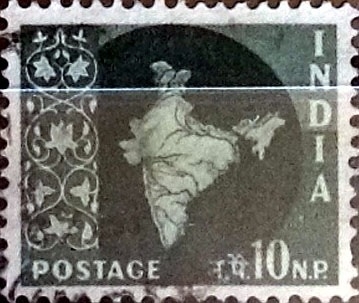 INDIA
POSTAGE न.पै. 10 N.P.